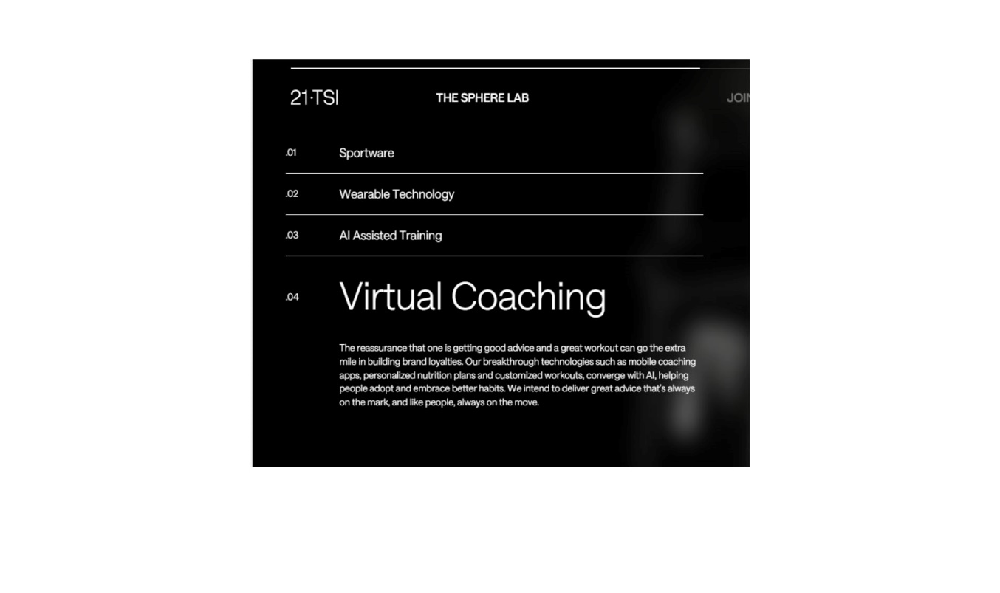 21·TSI
THE SPHERE LAB
.01 Sportware
.02 Wearable Technology
.03 AI Assisted Training
.04 Virtual Coaching
The reassurance that one is getting good advice and a great workout can go the extra
mile in building brand loyalties. Our breakthrough technologies such as mobile coaching
apps, personalized nutrition plans and customized workouts, converge with AI, helping
people adopt and embrace better habits. We intend to deliver great advice that's always
on the mark, and like people, always on the move.